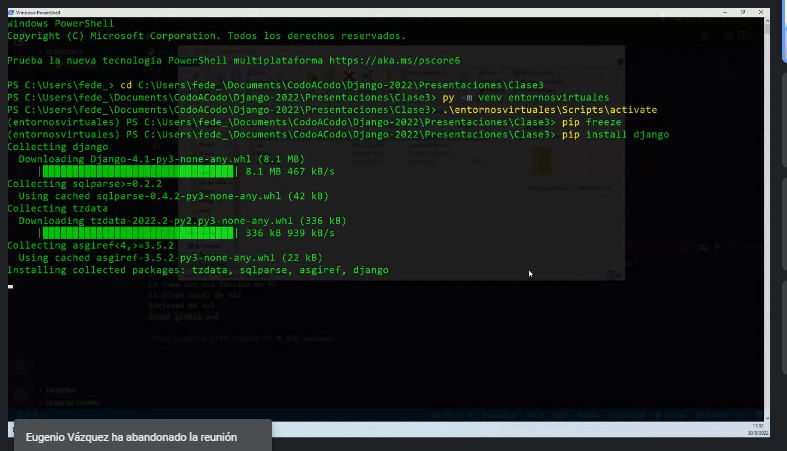 Windows PowerShell
Windows PowerShell
Copyright (C) Microsoft Corporation. Todos los derechos reservados.
Prueba la nueva tecnología PowerShell multiplataforma https://aka.ms/pscore6
PS C:\Users\fede_> cd C:\Users\fede_\Documents\CodoACodo\Django-2022\Presentaciones\Clase3
PS C:\Users\fede_\Documents\CodoACodo\Django-2022\Presentaciones\Clase3> py -m venv entornosvirtuales
PS C:\Users\fede_\Documents\CodoACodo\Django-2022\Presentaciones\Clase3> .\entornosvirtuales\Scripts\activate
(entornosvirtuales) PS C:\Users\fede_\Documents\CodoACodo\Django-2022\Presentaciones\Clase3> pip freeze
(entornosvirtuales) PS C:\Users\fede_\Documents\CodoACodo\Django-2022\Presentaciones\Clase3> pip install django
Collecting django
Downloading Django-4.1-py3-none-any.whl (8.1 MB)
8.1 MB 467 kB/s
Collecting sqlparse>=0.2.2
Using cached sqlparse-0.4.2-py3-none-any.whl (42 kB)
Collecting tzdata
Downloading tzdata-2022.2-py2.py3-none-any.whl (336 kB)
336 kB 939 kB/s
Collecting asgiref<4,>=3.5.2
Using cached asgiref-3.5.2-py3-none-any.whl (22 kB)
Installing collected packages: tzdata, sqlparse, asgiref, django
ESQUEMA
LÍNEA DE TIEMPO
Eugenio Vázquez ha abandonado la reunión